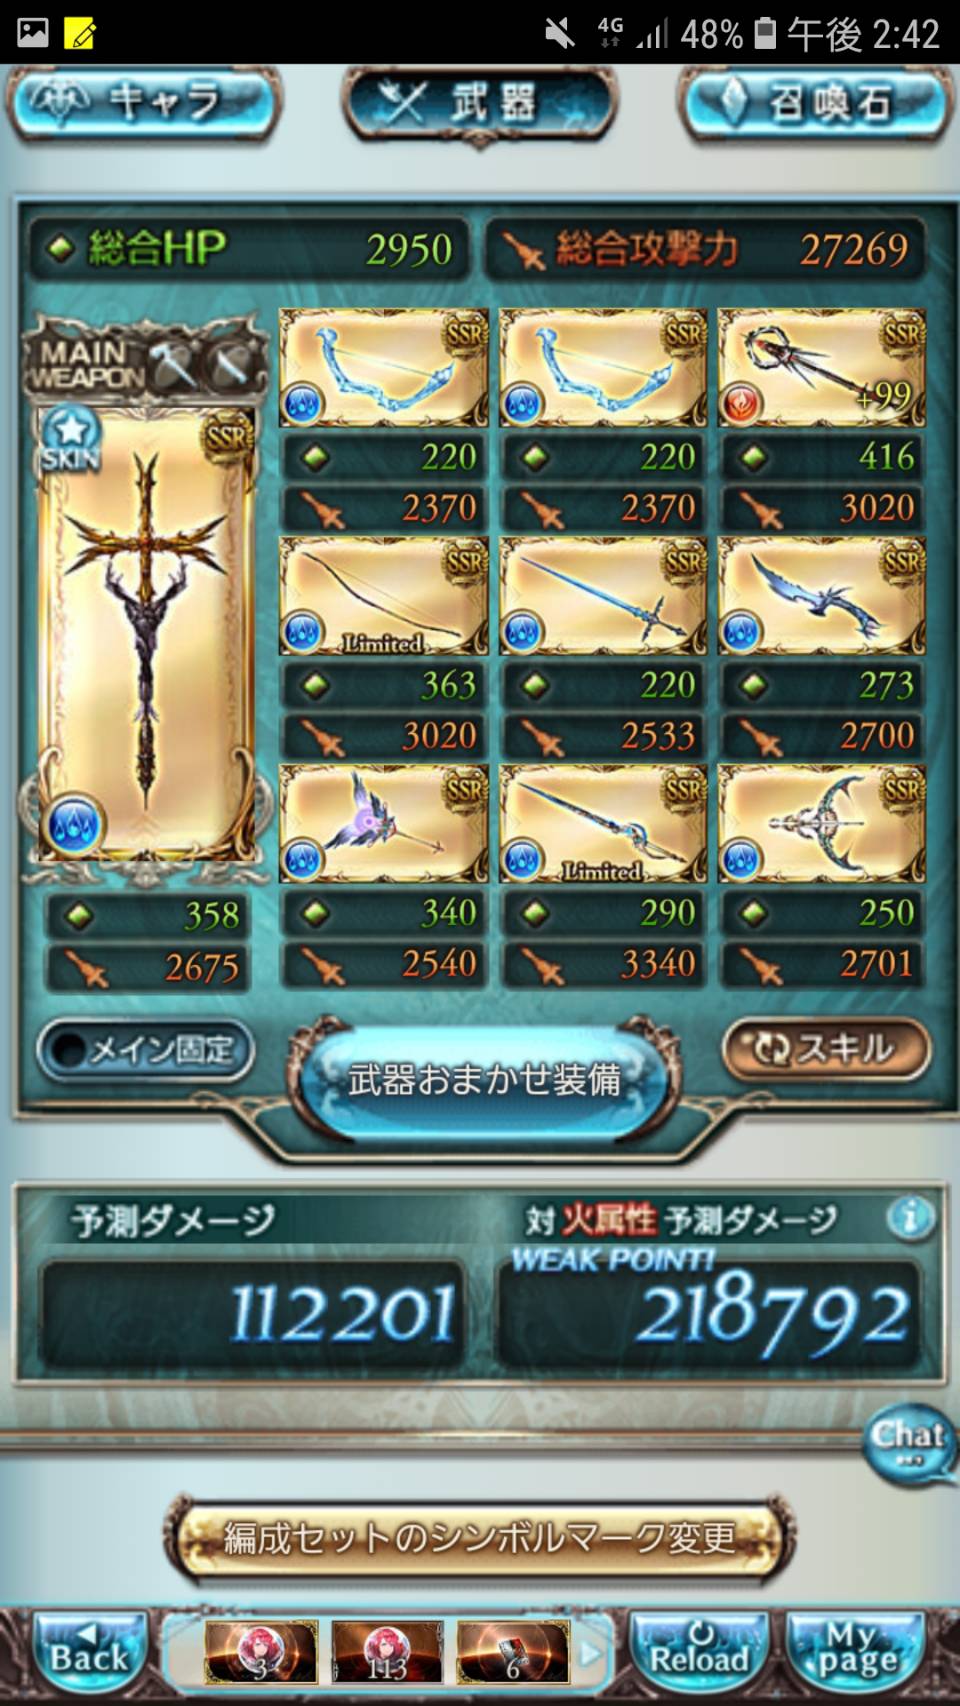 4G 48% 午後 2:42
キャラ 武器 召喚石
総合HP 2950 総合攻撃力 27269
MAIN WEAPON
SKIN SSR
SSR SSR SSR +99
220 220 416
2370 2370 3020
SSR Limited SSR SSR
363 220 273
3020 2533 2700
SSR SSR Limited SSR
358 340 290 250
2675 2540 3340 2701
メイン固定 武器おまかせ装備 スキル
予測ダメージ 対火属性予測ダメージ
WEAK POINT!
112201 218792
Chat
編成セットのシンボルマーク変更
Back 3 113 6 Reload My page